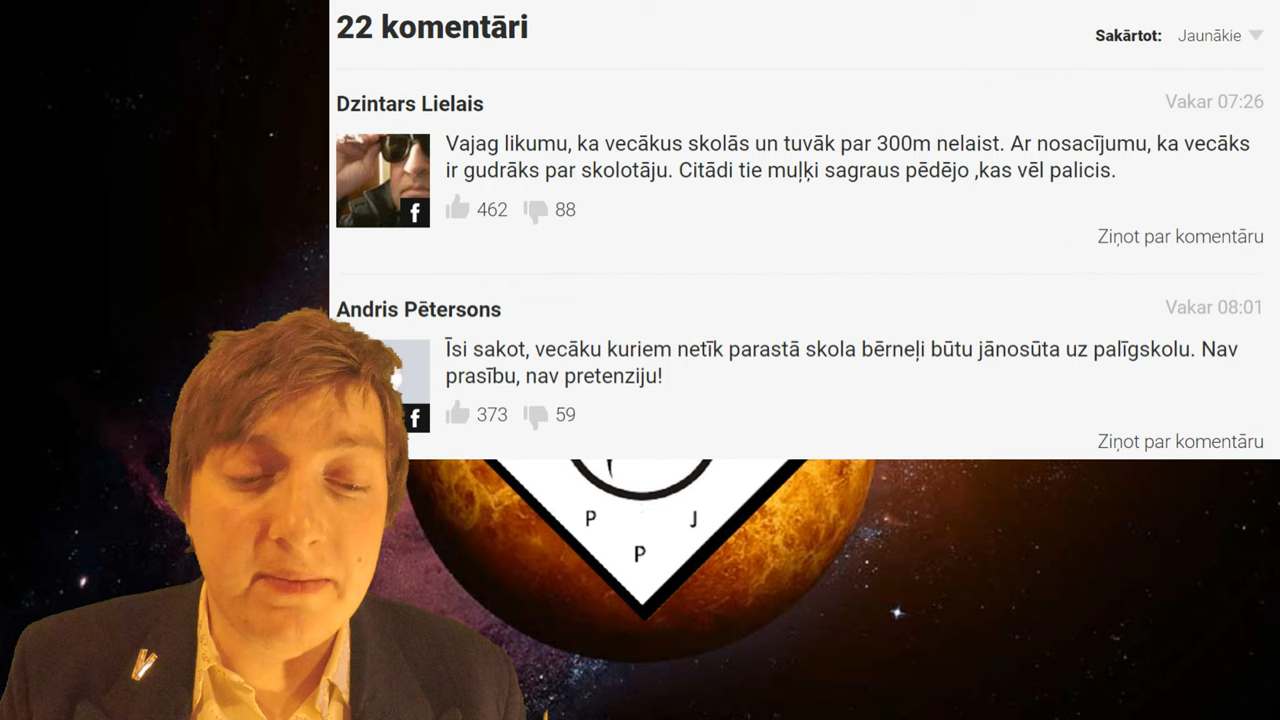 22 komentāri
Sakārtot: Jaunākie
Dzintars Lielais
Vakar 07:26
Vajag likumu, ka vecākus skolās un tuvāk par 300m nelaist. Ar nosacījumu, ka vecāks
ir gudrāks par skolotāju. Citādi tie muļķi sagraus pēdējo ,kas vēl palicis.
462 88
Ziņot par komentāru
Andris Pētersons
Vakar 08:01
Īsi sakot, vecāku kuriem netīk parastā skola bērneļi būtu jānosūta uz palīgskolu. Nav
prasību, nav pretenziju!
373 59
Ziņot par komentāru
P J
P